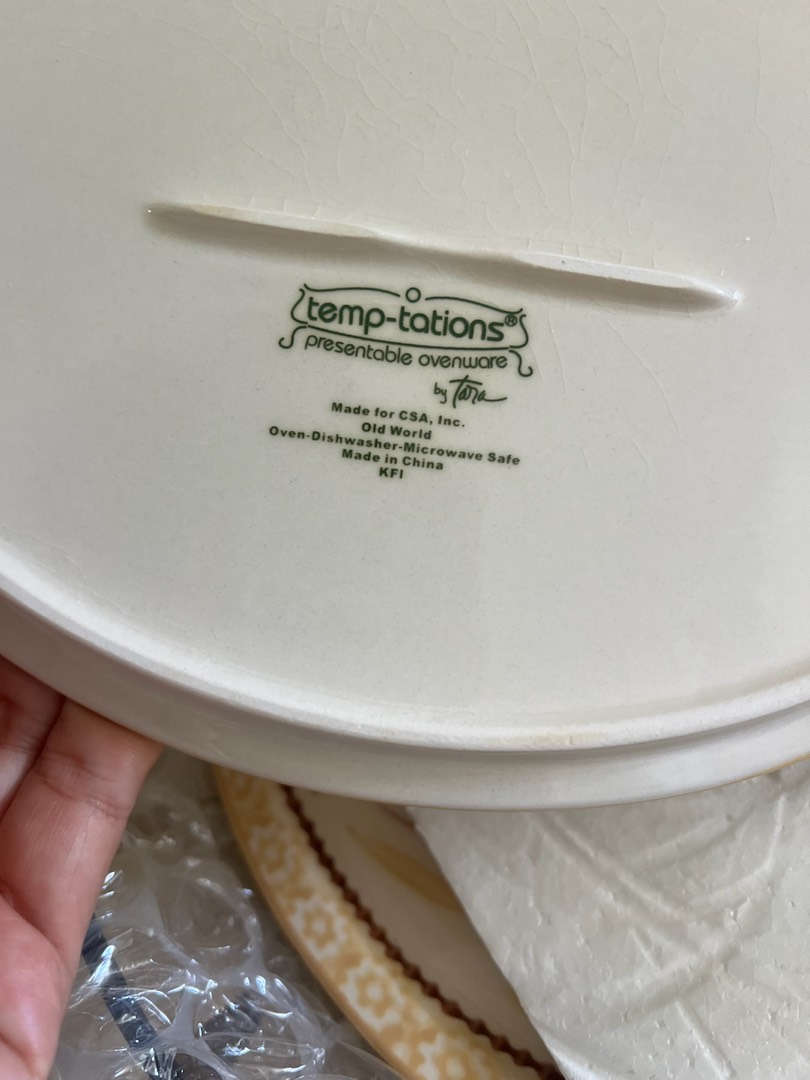 temp-tations®
presentable ovenware
by Tara
Made for CSA, Inc.
Old World
Oven-Dishwasher-Microwave Safe
Made in China
KFI